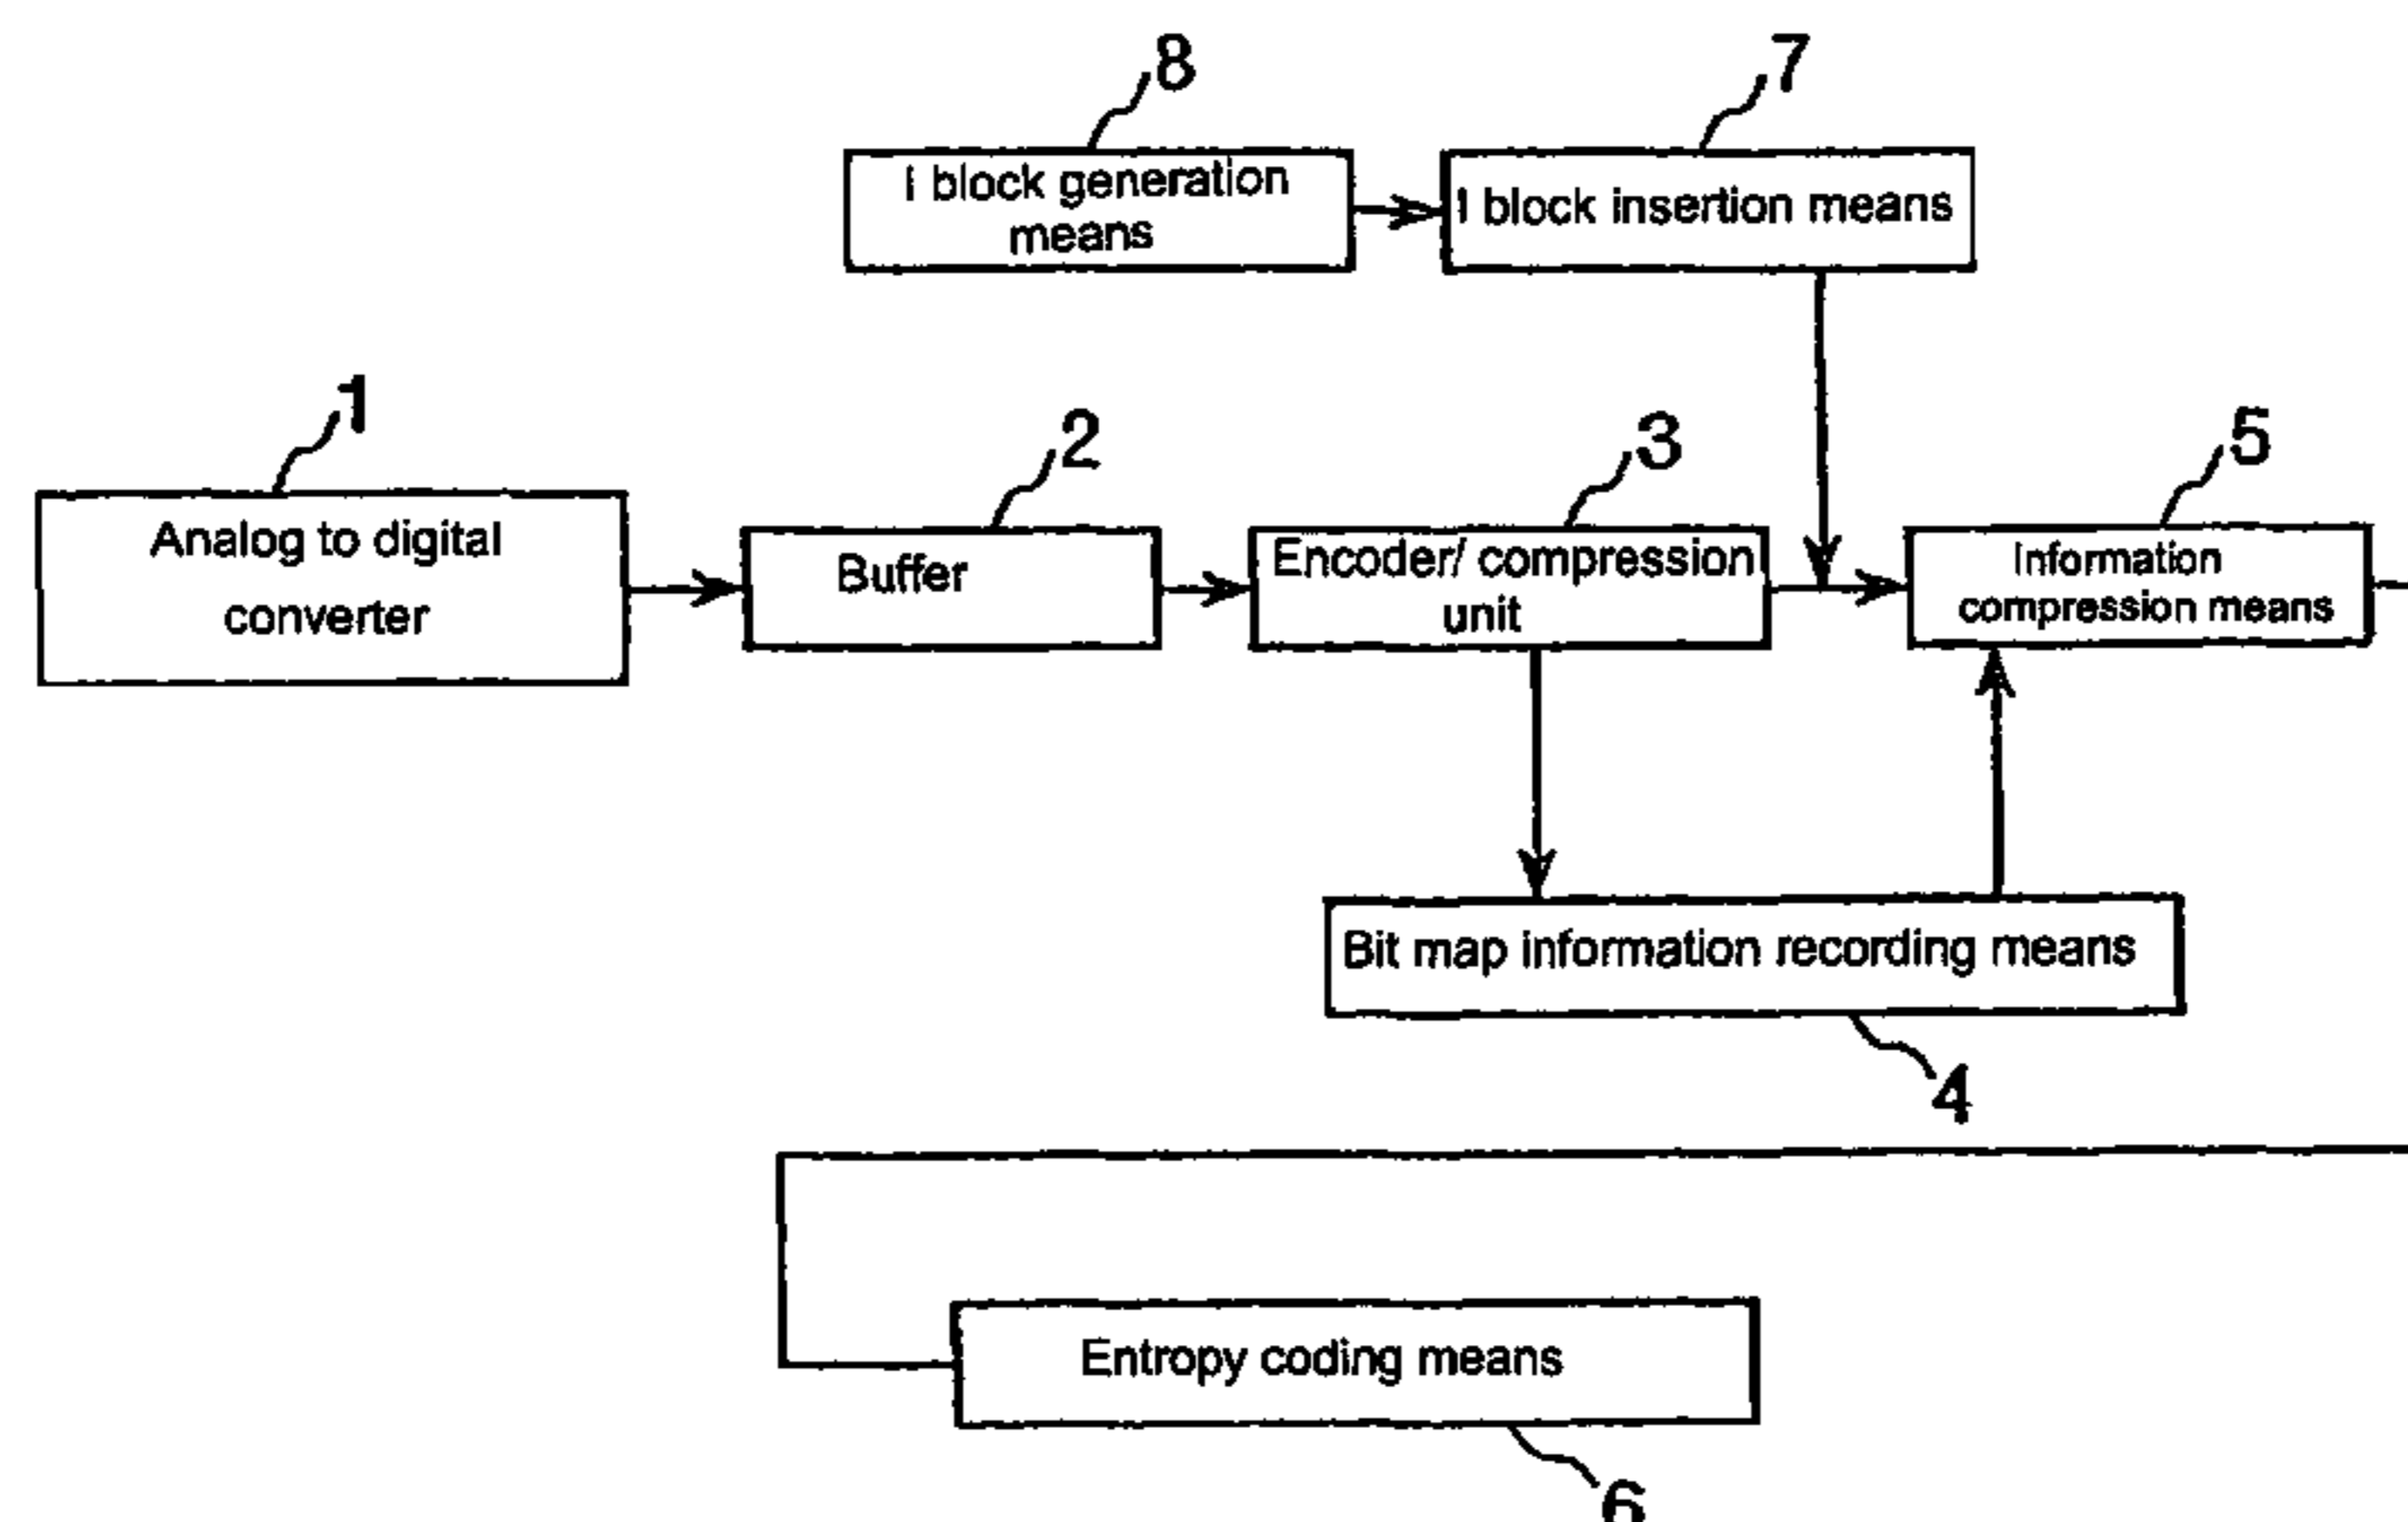 8
7
I block generation
means
I block insertion means
1
2
3
5
Analog to digital
converter
Buffer
Encoder/ compression
unit
Information
compression means
Bit map information recording means
4
Entropy coding means
6